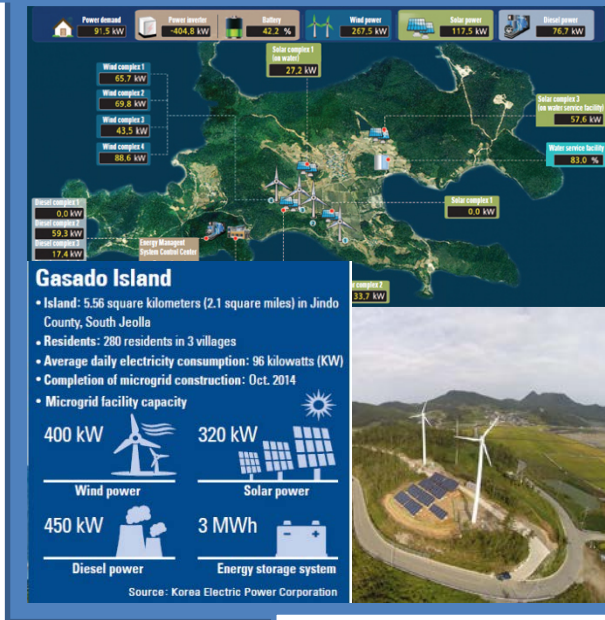 Power demand
91.5 kW
Power inverter
-404,8 kW
Battery
42.2 %
Wind power
267,5 kW
Solar power
117,5 kW
Diesel power
76,7 kW
Solar complex 1
(on water)
27,2 kW
Wind complex 1
65.7 kW
Wind complex 2
69,8 kW
Wind complex 3
43,5 kW
Wind complex 4
88,6 kW
Solar complex 3
(on water service facility)
57,6 kW
Water service facility
83,0 %
Solar complex 1
0,0 kW
Diesel complex 1
0,0 kW
Diesel complex 2
59,3 kW
Diesel complex 3
17,4 kW
Energy Managent
System Control Center
complex 2
33,7 kW
Gasado Island
• Island: 5.56 square kilometers (2.1 square miles) in Jindo
County, South Jeolla
• Residents: 280 residents in 3 villages
• Average daily electricity consumption: 96 kilowatts (KW)
• Completion of microgrid construction: Oct. 2014
• Microgrid facility capacity
400 kW
Wind power
320 kW
Solar power
450 kW
Diesel power
3 MWh
Energy storage system
Source: Korea Electric Power Corporation